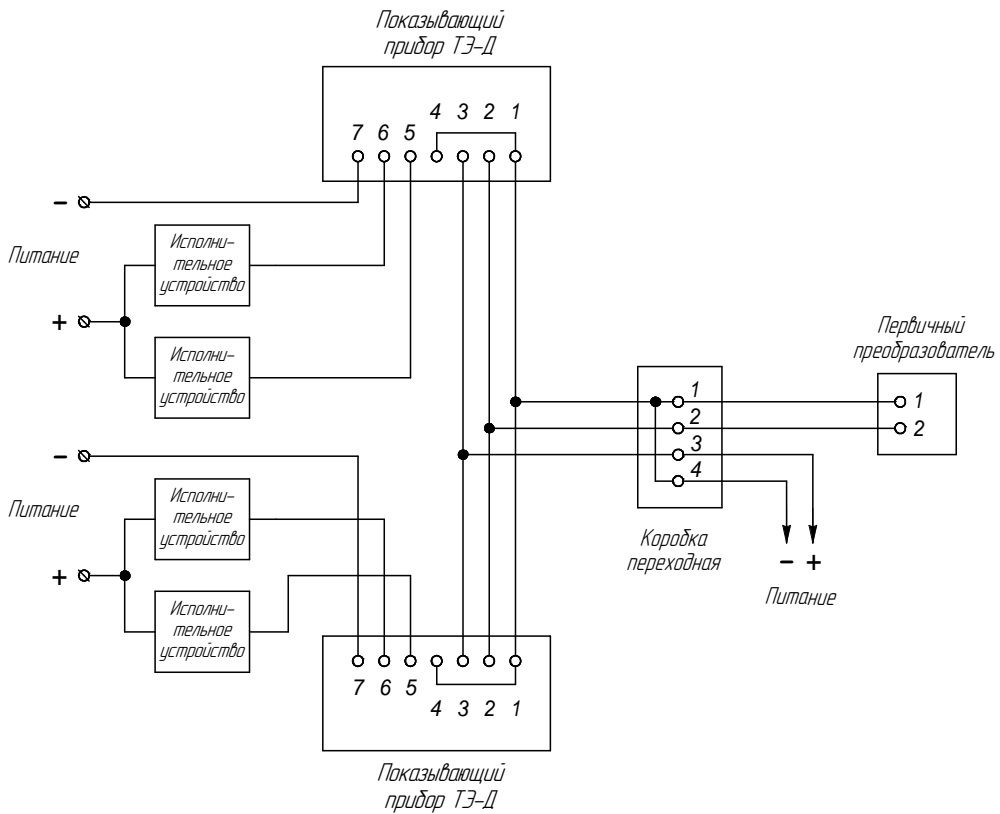 Показывающий
прибор ТЭ-Д
7 6 5 4 3 2 1
–
Питание
+
Исполни-
тельное
устройство
Исполни-
тельное
устройство
Первичный
преобразователь
1
2
1
2
3
4
Коробка
переходная
– +
Питание
–
Питание
+
Исполни-
тельное
устройство
Исполни-
тельное
устройство
7 6 5 4 3 2 1
Показывающий
прибор ТЭ-Д